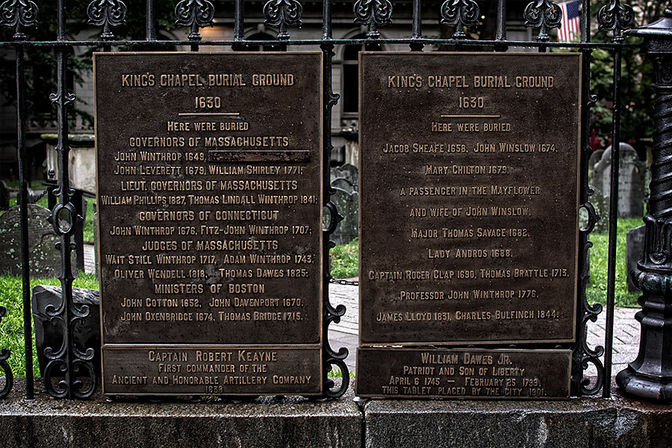 KING'S CHAPEL BURIAL GROUND
1630
HERE WERE BURIED
GOVERNORS OF MASSACHUSETTS
JOHN WINTHROP 1649,
JOHN LEVERETT 1679, WILLIAM SHIRLEY 1771;
LIEUT. GOVERNORS OF MASSACHUSETTS
WILLIAM PHILLIPS 1827, THOMAS LINDALL WINTHROP 1841;
GOVERNORS OF CONNECTICUT
JOHN WINTHROP 1676, FITZ-JOHN WINTHROP 1707;
JUDGES OF MASSACHUSETTS
WAIT STILL WINTHROP 1717, ADAM WINTHROP 1743,
OLIVER WENDELL 1818, THOMAS DAWES 1825;
MINISTERS OF BOSTON
JOHN COTTON 1652, JOHN DAVENPORT 1670,
JOHN OXENBRIDGE 1674, THOMAS BRIDGE 1715.
CAPTAIN ROBERT KEAYNE
FIRST COMMANDER OF THE
ANCIENT AND HONORABLE ARTILLERY COMPANY
1638
KING'S CHAPEL BURIAL GROUND
1630
HERE WERE BURIED
JACOB SHEAFE 1658, JOHN WINSLOW 1674,
MARY CHILTON 1679,
A PASSENGER IN THE MAYFLOWER
AND WIFE OF JOHN WINSLOW,
MAJOR THOMAS SAVAGE 1682,
LADY ANDROS 1688,
CAPTAIN ROGER CLAP 1690, THOMAS BRATTLE 1713,
PROFESSOR JOHN WINTHROP 1779,
JAMES LLOYD 1831, CHARLES BULFINCH 1844.
WILLIAM DAWES JR.
PATRIOT AND SON OF LIBERTY
APRIL 6 1745 — FEBRUARY 25 1799
THIS TABLET PLACED BY THE CITY 1901.